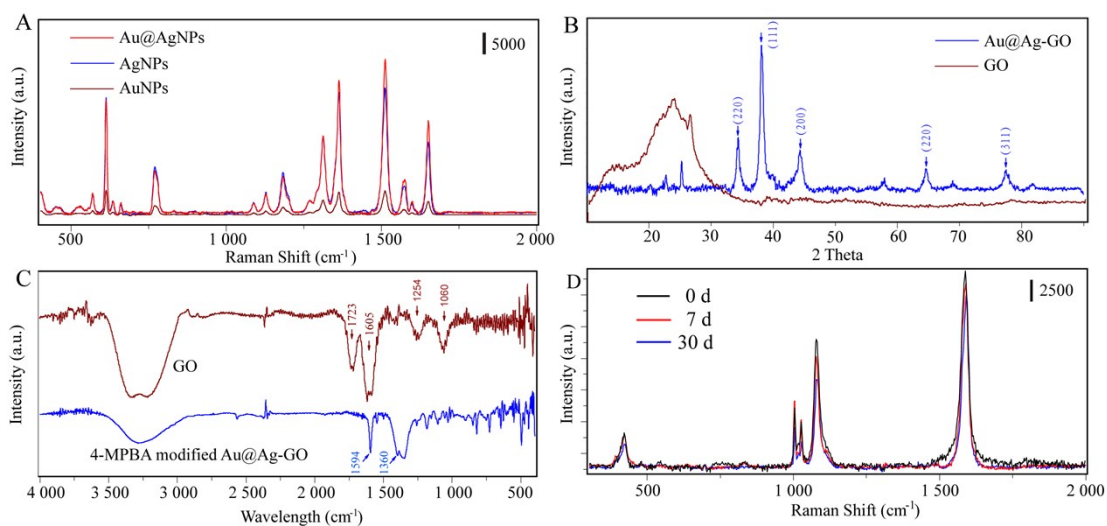 A
Au@AgNPs
AgNPs
AuNPs
5000
Intensity (a.u.)
500
1 000
1 500
2 000
Raman Shift (cm-1)
B
(220)
(111)
(200)
(220)
(311)
Au@Ag-GO
GO
Intensity (a.u.)
20
30
40
50
60
70
80
2 Theta
C
1723
1605
1254
1060
GO
4-MPBA modified Au@Ag-GO
1594
1360
Intensity (a.u.)
4 000
3 500
3 000
2 500
2 000
1 500
1 000
500
Wavelength (cm-1)
D
0 d
7 d
30 d
2500
Intensity (a.u.)
500
1 000
1 500
2 000
Raman Shift (cm-1)